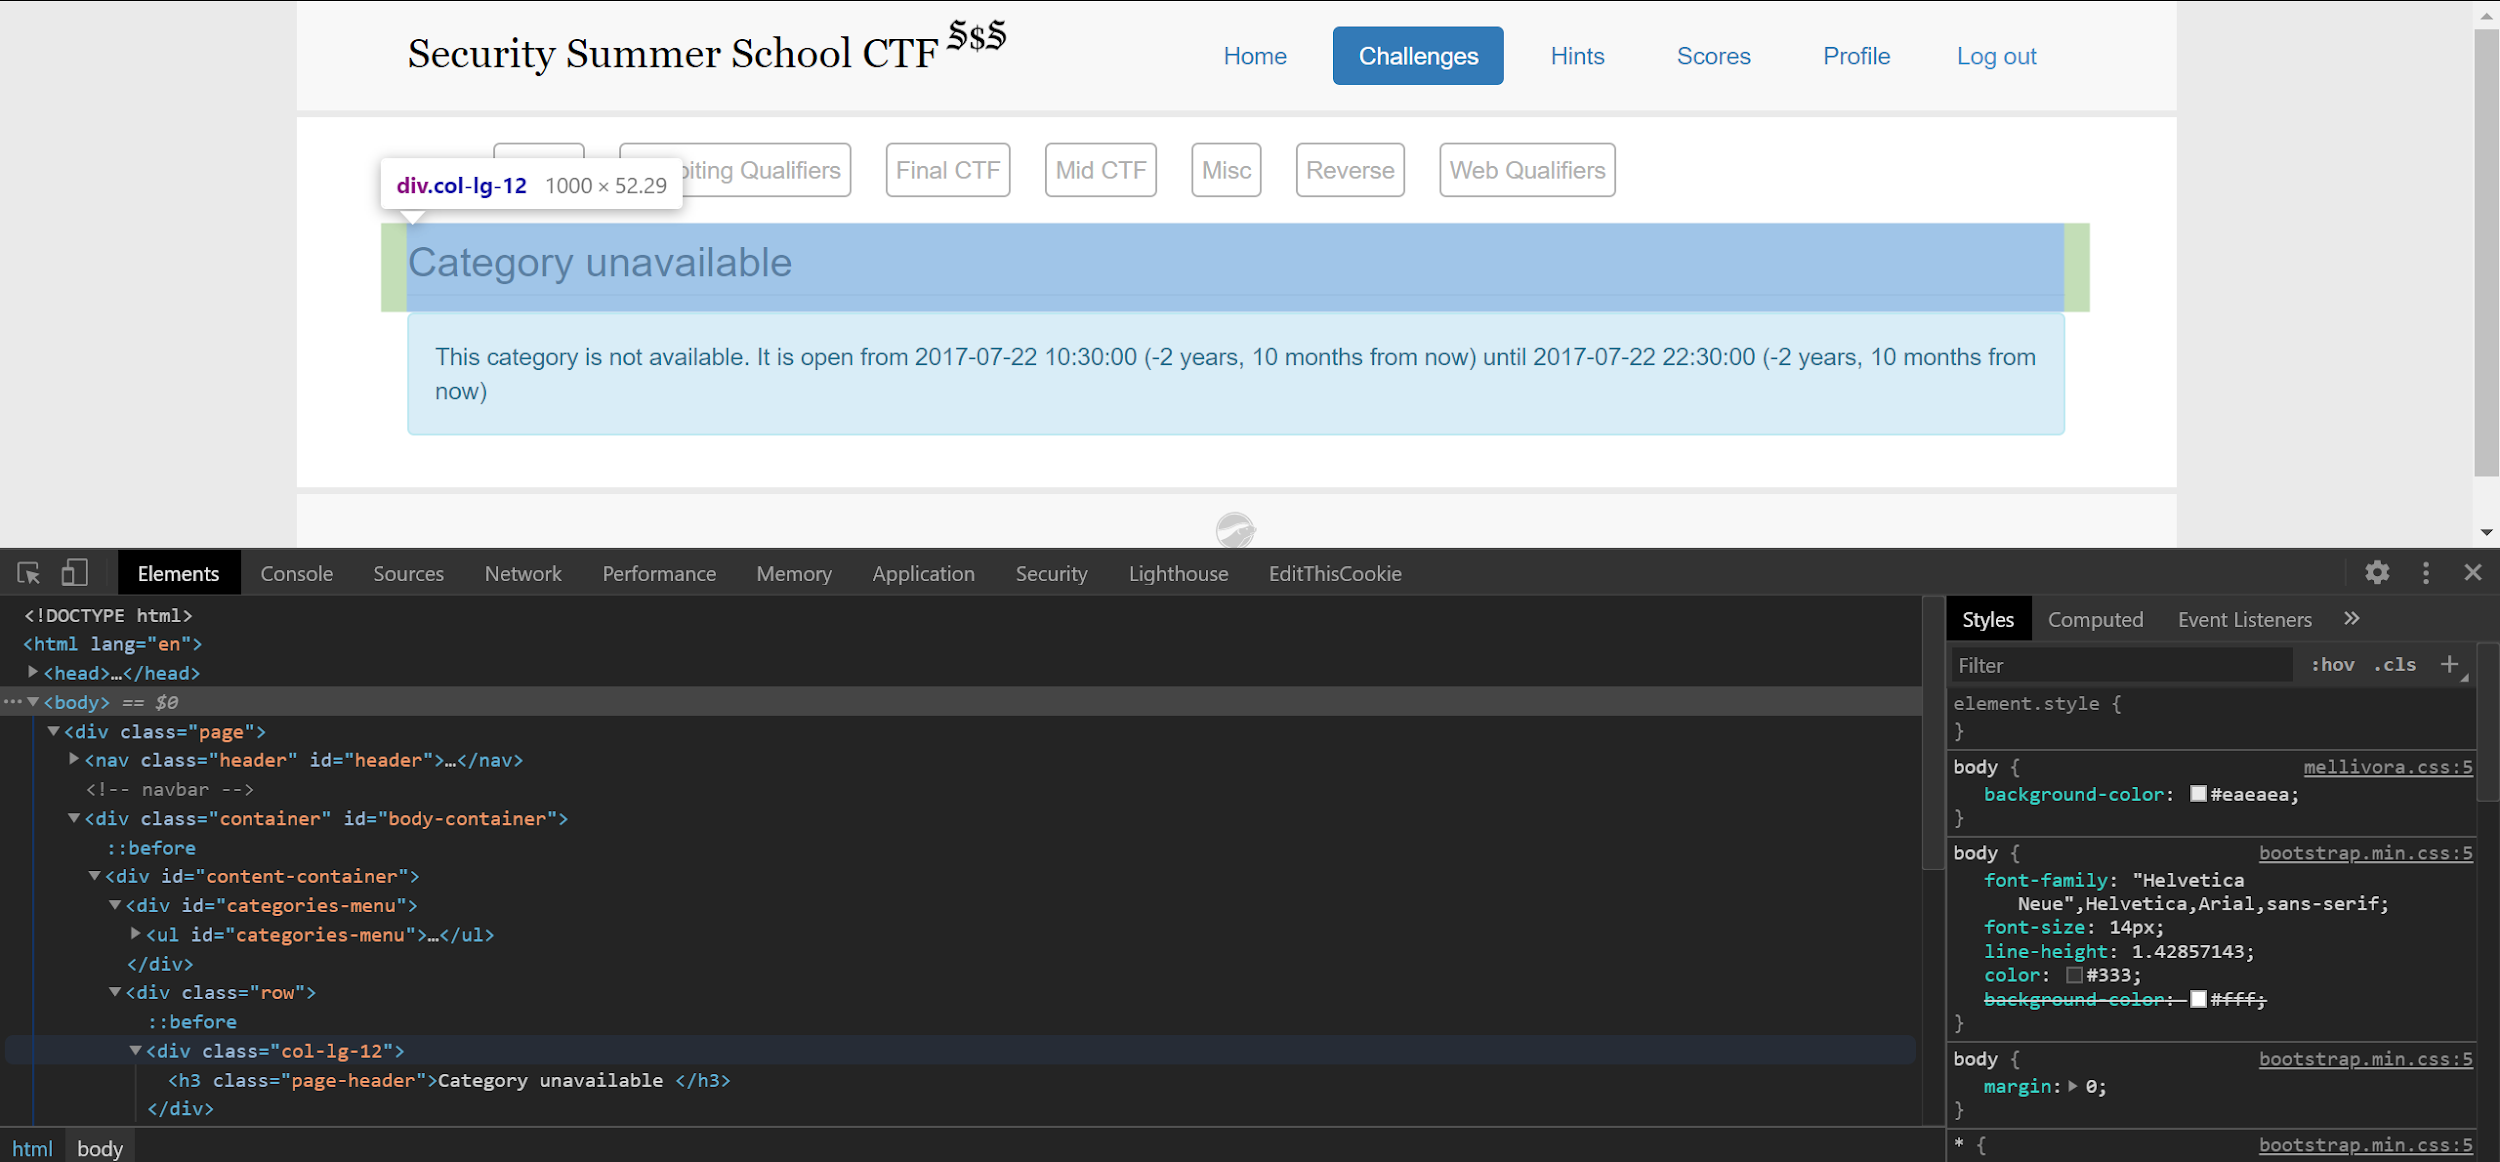 Security Summer School CTF S$S
Home
Challenges
Hints
Scores
Profile
Log out
div.col-lg-12 1000 × 52.29
Qualifiers
Final CTF
Mid CTF
Misc
Reverse
Web Qualifiers
Category unavailable
This category is not available. It is open from 2017-07-22 10:30:00 (-2 years, 10 months from now) until 2017-07-22 22:30:00 (-2 years, 10 months from
now)
Elements
Console
Sources
Network
Performance
Memory
Application
Security
Lighthouse
EditThisCookie
<!DOCTYPE html>
<html lang="en">
<head>…</head>
<body> == $0
<div class="page">
<nav class="header" id="header">…</nav>
<!-- navbar -->
<div class="container" id="body-container">
::before
<div id="content-container">
<div id="categories-menu">
<ul id="categories-menu">…</ul>
</div>
<div class="row">
::before
<div class="col-lg-12">
<h3 class="page-header">Category unavailable </h3>
</div>
html
body
Styles
Computed
Event Listeners
Filter
:hov
.cls
element.style {
}
body { mellivora.css:5
background-color: #eaeaea;
}
body { bootstrap.min.css:5
font-family: "Helvetica
Neue",Helvetica,Arial,sans-serif;
font-size: 14px;
line-height: 1.42857143;
color: #333;
background-color: #fff;
}
body { bootstrap.min.css:5
margin: 0;
}
* { bootstrap.min.css:5